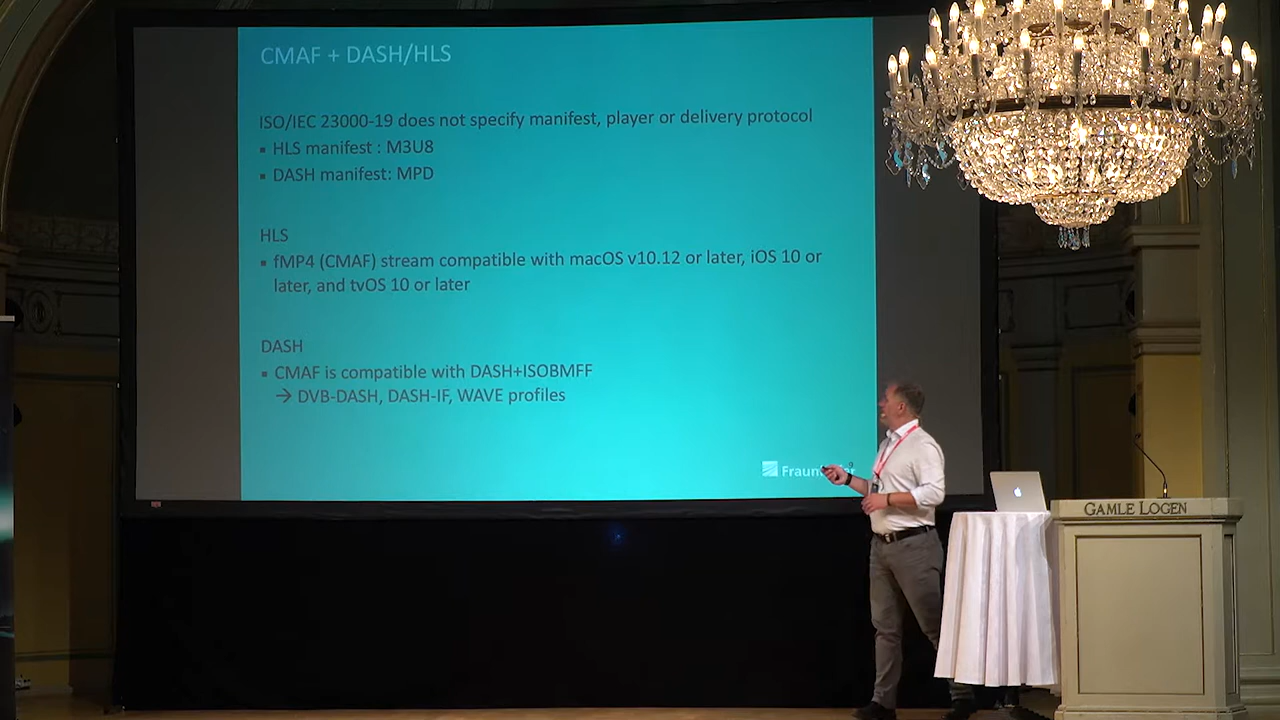 CMAF + DASH/HLS
ISO/IEC 23000-19 does not specify manifest, player or delivery protocol
▪ HLS manifest : M3U8
▪ DASH manifest: MPD
HLS
▪ fMP4 (CMAF) stream compatible with macOS v10.12 or later, iOS 10 or
later, and tvOS 10 or later
DASH
▪ CMAF is compatible with DASH+ISOBMFF
→ DVB-DASH, DASH-IF, WAVE profiles
GAMLE LOGEN